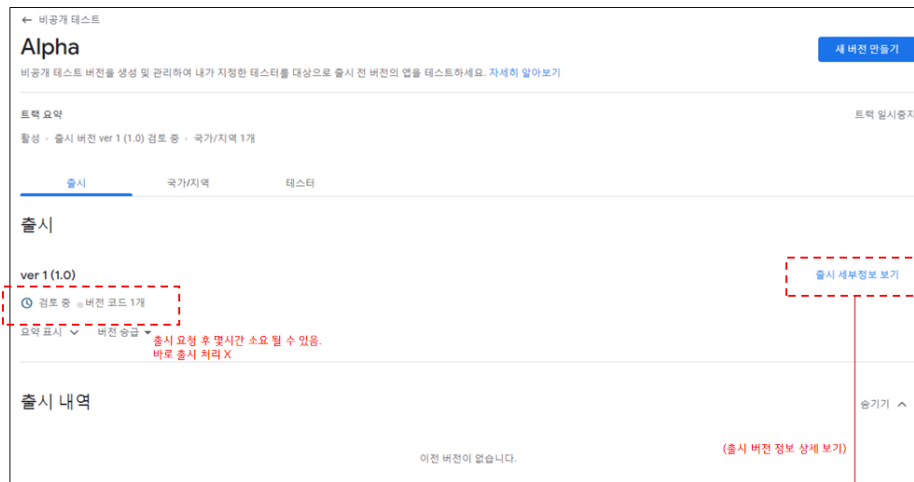 ← 비공개 테스트
Alpha
새 버전 만들기
비공개 테스트 버전을 생성 및 관리하여 내가 지정한 테스터를 대상으로 출시 전 버전의 앱을 테스트하세요. 자세히 알아보기
트랙 요약
트랙 일시중지
활성 · 출시 버전 ver 1 (1.0) 검토 중 · 국가/지역 1개
출시 국가/지역 테스터
출시
ver 1 (1.0)
출시 세부정보 보기
검토 중 버전 코드 1개
요약 표시 버전 승급
출시 요청 후 몇시간 소요 될 수 있음.
바로 출시 처리 X
출시 내역
숨기기
(출시 버전 정보 상세 보기)
이전 버전이 없습니다.